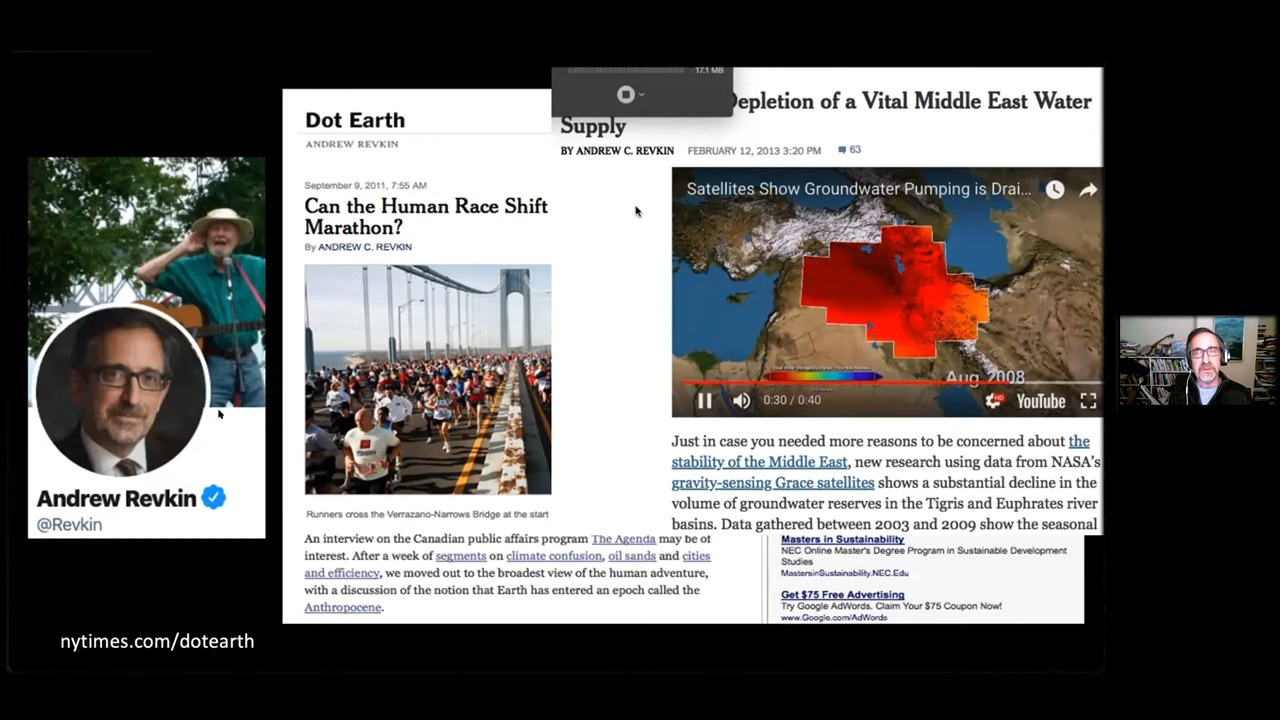 Andrew Revkin
@Revkin
nytimes.com/dotearth
Dot Earth
ANDREW REVKIN
September 9, 2011, 7:55 AM
Can the Human Race Shift
Marathon?
By ANDREW C. REVKIN
Runners cross the Verrazano-Narrows Bridge at the start
An interview on the Canadian public affairs program The Agenda may be of
interest. After a week of segments on climate confusion, oil sands and cities
and efficiency, we moved out to the broadest view of the human adventure,
with a discussion of the notion that Earth has entered an epoch called the
Anthropocene.
17.1 MB
Depletion of a Vital Middle East Water
Supply
BY ANDREW C. REVKIN FEBRUARY 12, 2013 3:20 PM 63
Satellites Show Groundwater Pumping is Drai...
Aug 2008
0:30 / 0:40 HD YouTube
Just in case you needed more reasons to be concerned about the
stability of the Middle East, new research using data from NASA's
gravity-sensing Grace satellites shows a substantial decline in the
volume of groundwater reserves in the Tigris and Euphrates river
basins. Data gathered between 2003 and 2009 show the seasonal
Masters in Sustainability
NEC Online Master's Degree Program in Sustainable Development
Studies
MastersinSustainability.NEC.Edu
Get $75 Free Advertising
Try Google AdWords. Claim Your $75 Coupon Now!
www.Google.com/AdWords